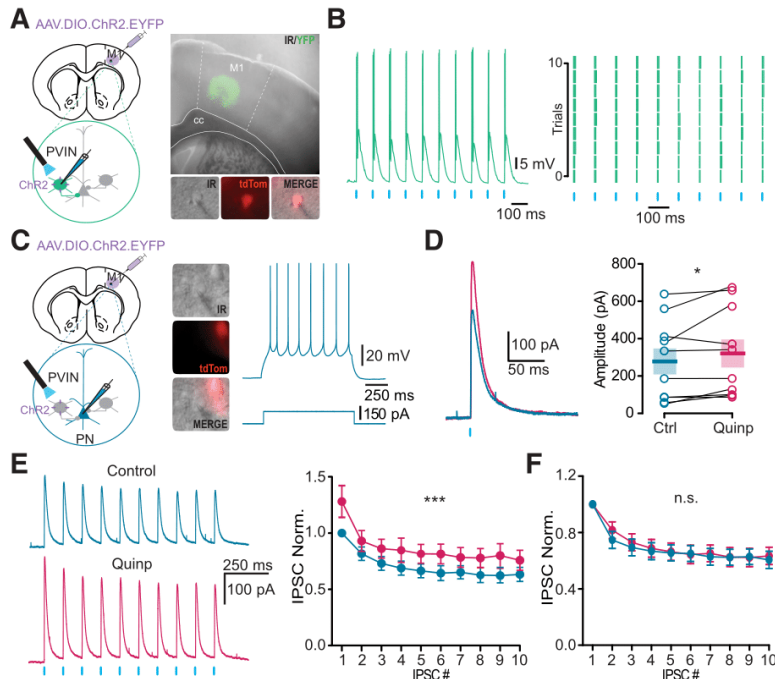 A
AAV.DIO.ChR2.EYFP
M1
PVIN
ChR2
IR/YFP
M1
cc
IR
tdTom
MERGE
B
5 mV
100 ms
10
Trials
0
100 ms
C
AAV.DIO.ChR2.EYFP
M1
PVIN
ChR2
PN
IR
tdTom
MERGE
20 mV
250 ms
150 pA
D
100 pA
50 ms
*
Amplitude (pA)
800
600
400
200
0
Ctrl
Quinp
E
Control
Quinp
250 ms
100 pA
***
IPSC Norm.
1.5
1.0
0.5
0.0
1 2 3 4 5 6 7 8 9 10
IPSC #
F
n.s.
IPSC Norm.
1.2
0.8
0.4
0.0
1 2 3 4 5 6 7 8 9 10
IPSC #